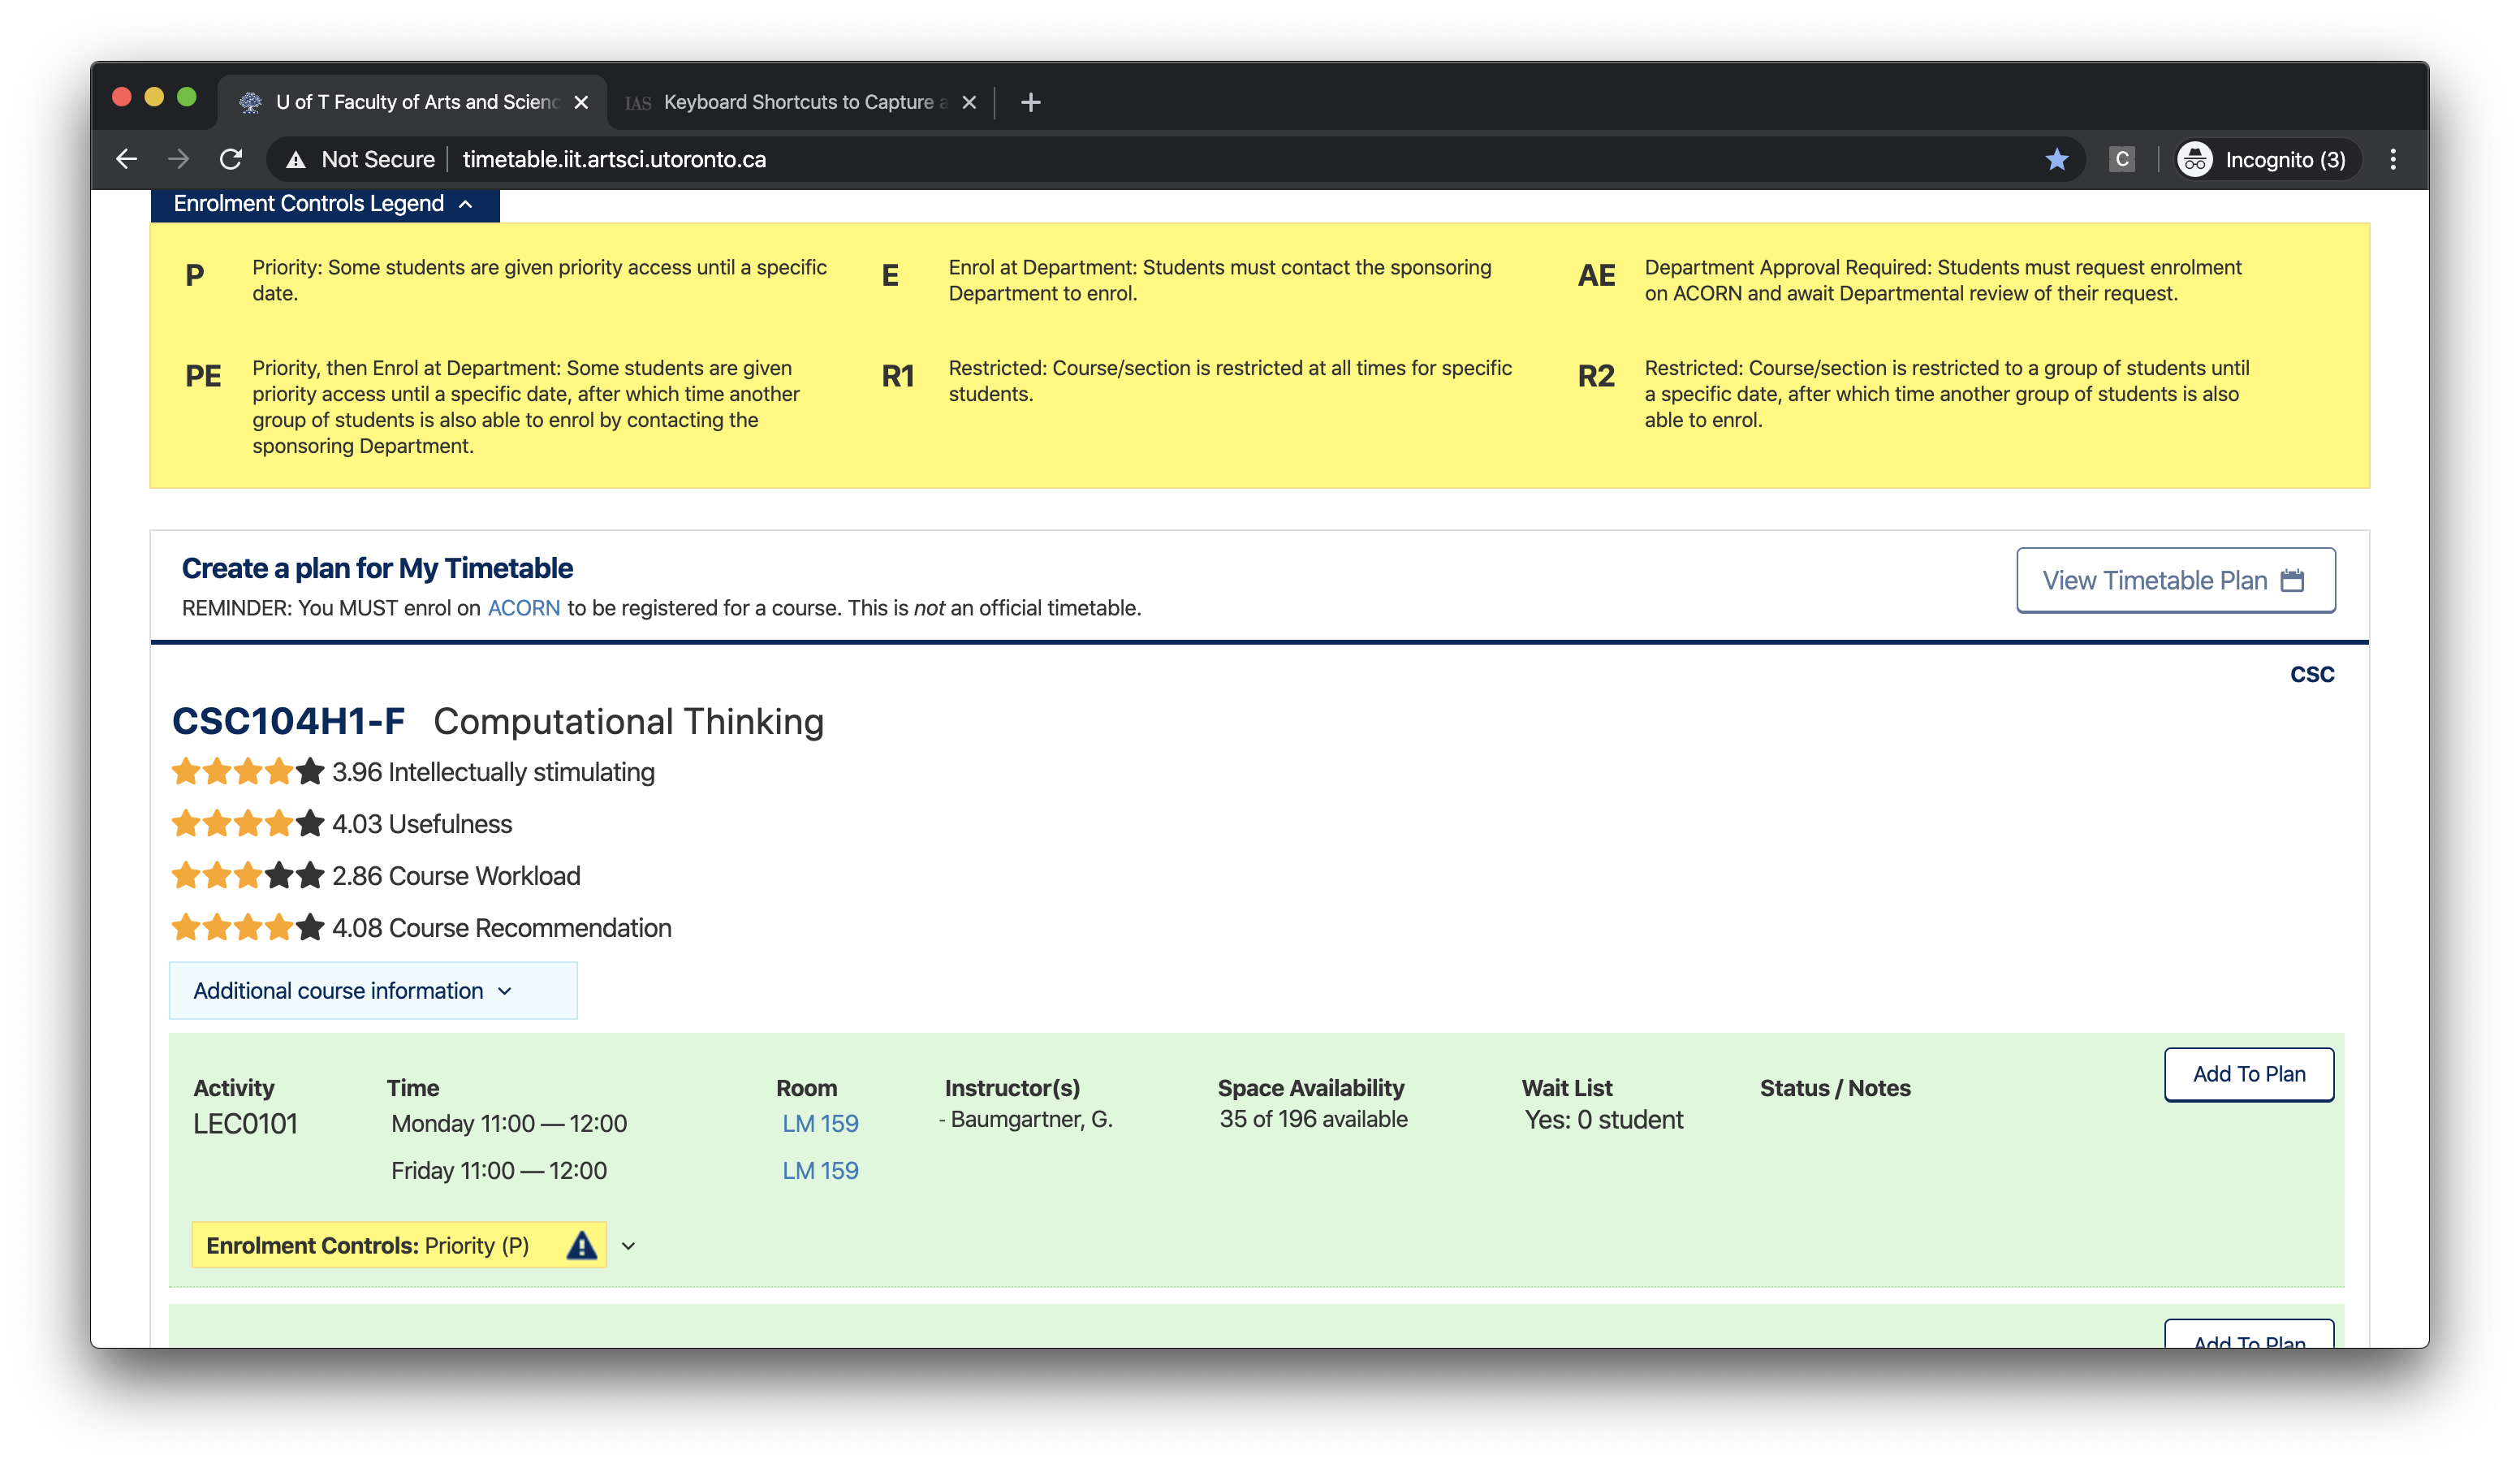 U of T Faculty of Arts and Scienc
IAS Keyboard Shortcuts to Capture a
Not Secure timetable.iit.artsci.utoronto.ca
C Incognito (3)
Enrolment Controls Legend
P Priority: Some students are given priority access until a specific
date.
E Enrol at Department: Students must contact the sponsoring
Department to enrol.
AE Department Approval Required: Students must request enrolment
on ACORN and await Departmental review of their request.
PE Priority, then Enrol at Department: Some students are given
priority access until a specific date, after which time another
group of students is also able to enrol by contacting the
sponsoring Department.
R1 Restricted: Course/section is restricted at all times for specific
students.
R2 Restricted: Course/section is restricted to a group of students until
a specific date, after which time another group of students is also
able to enrol.
Create a plan for My Timetable
REMINDER: You MUST enrol on ACORN to be registered for a course. This is not an official timetable.
View Timetable Plan
CSC
CSC104H1-F Computational Thinking
3.96 Intellectually stimulating
4.03 Usefulness
2.86 Course Workload
4.08 Course Recommendation
Additional course information
Activity Time Room Instructor(s) Space Availability Wait List Status / Notes Add To Plan
LEC0101 Monday 11:00 — 12:00 LM 159 - Baumgartner, G. 35 of 196 available Yes: 0 student
Friday 11:00 — 12:00 LM 159
Enrolment Controls: Priority (P)
Add To Plan